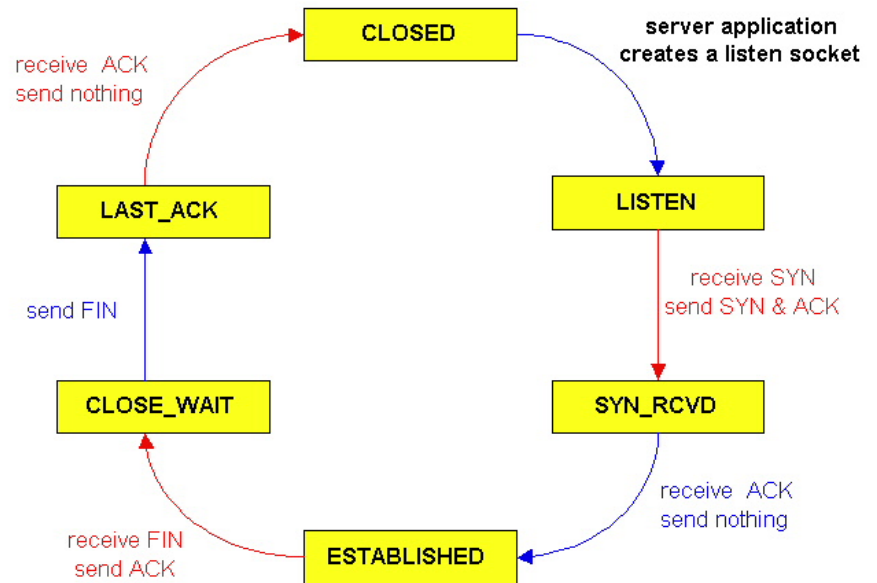 CLOSED
server application
creates a listen socket
receive ACK
send nothing
LAST_ACK
LISTEN
receive SYN
send SYN & ACK
send FIN
CLOSE_WAIT
SYN_RCVD
receive ACK
send nothing
receive FIN
send ACK
ESTABLISHED